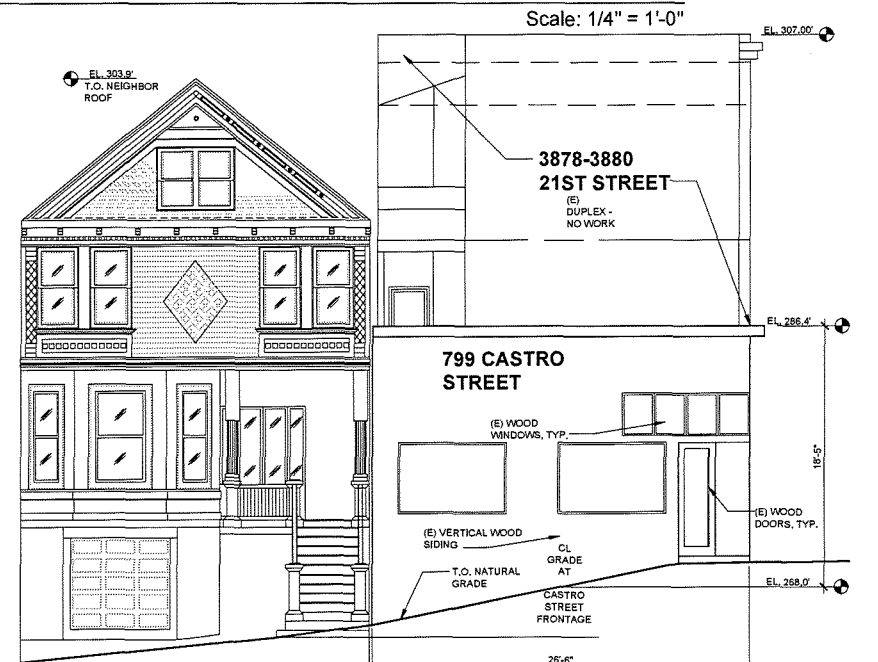 Scale: 1/4" = 1'-0"
EL. 307.00'
EL. 303.9'
T.O. NEIGHBOR
ROOF
3878-3880
21ST STREET
(E)
DUPLEX -
NO WORK
EL. 286.4'
799 CASTRO
STREET
(E) WOOD
WINDOWS, TYP.
18'-5"
(E) WOOD
DOORS, TYP.
(E) VERTICAL WOOD
SIDING
CL
GRADE
AT
CASTRO
STREET
FRONTAGE
T.O. NATURAL
GRADE
EL. 268.0'
26'-6"